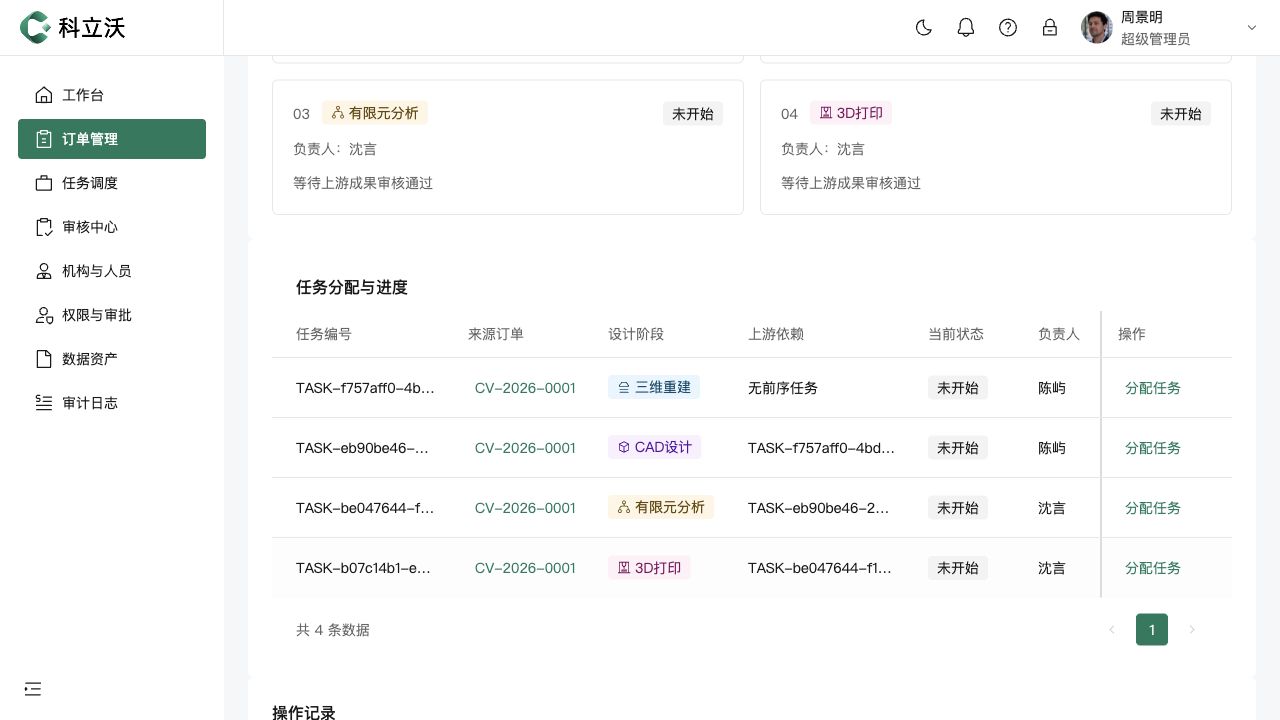 科立沃
周景明
超级管理员
工作台
订单管理
任务调度
审核中心
机构与人员
权限与审批
数据资产
审计日志
03 有限元分析 未开始
负责人：沈言
等待上游成果审核通过
04 3D打印 未开始
负责人：沈言
等待上游成果审核通过
任务分配与进度
任务编号 来源订单 设计阶段 上游依赖 当前状态 负责人 操作
TASK-f757aff0-4b... CV-2026-0001 三维重建 无前序任务 未开始 陈屿 分配任务
TASK-eb90be46-... CV-2026-0001 CAD设计 TASK-f757aff0-4bd... 未开始 陈屿 分配任务
TASK-be047644-f... CV-2026-0001 有限元分析 TASK-eb90be46-2... 未开始 沈言 分配任务
TASK-b07c14b1-e... CV-2026-0001 3D打印 TASK-be047644-f1... 未开始 沈言 分配任务
共 4 条数据
1
操作记录